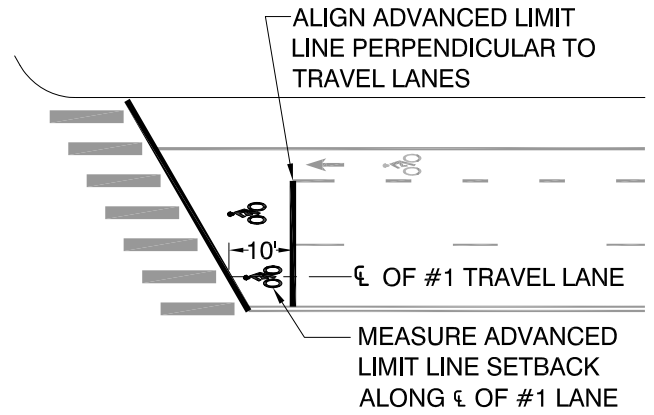 ALIGN ADVANCED LIMIT
LINE PERPENDICULAR TO
TRAVEL LANES
10'
℄ OF #1 TRAVEL LANE
MEASURE ADVANCED
LIMIT LINE SETBACK
ALONG ℄ OF #1 LANE